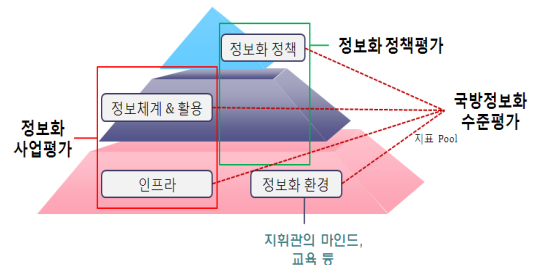 정보화 정책
정보화 정책평가
정보체계 & 활용
국방정보화
수준평가
지표 Pool
정보화
사업평가
인프라
정보화 환경
지휘관의 마인드,
교육 등